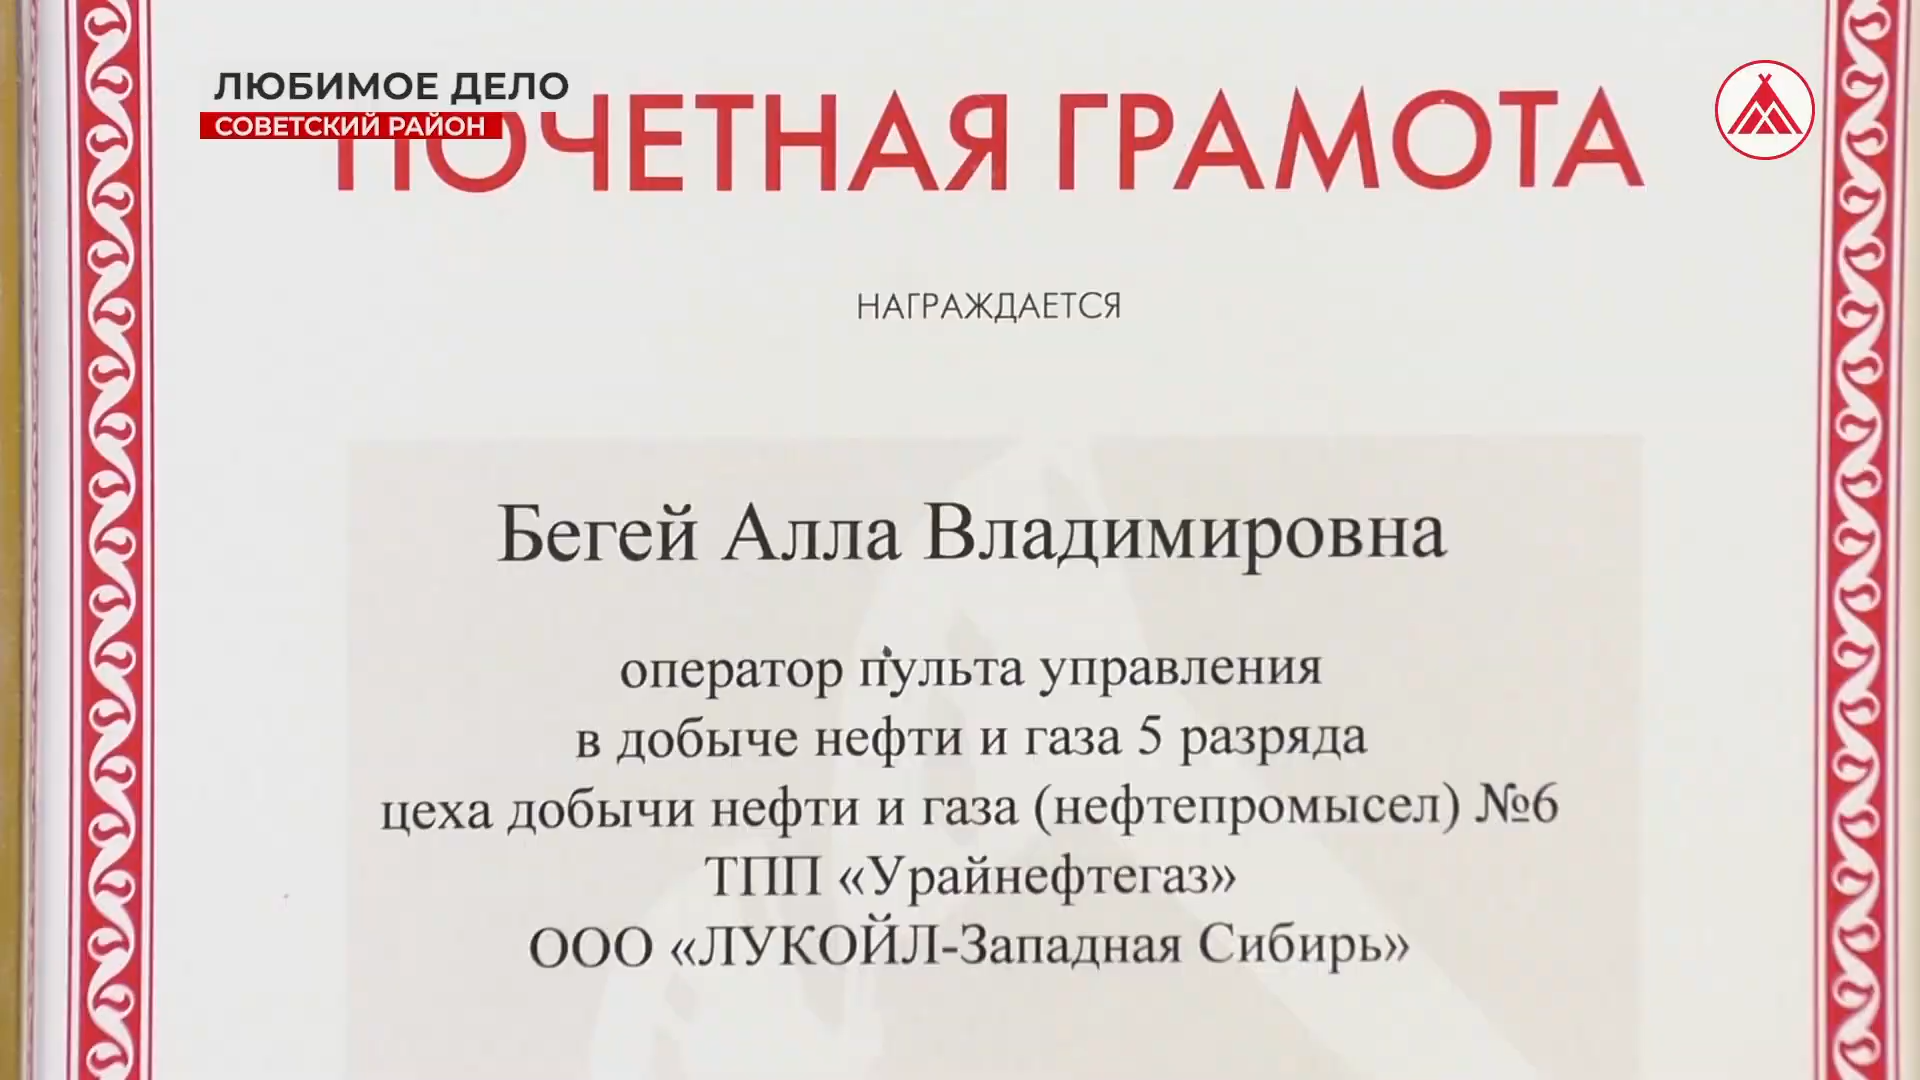 ЛЮБИМОЕ ДЕЛО
СОВЕТСКИЙ РАЙОН
ПОЧЕТНАЯ ГРАМОТА
НАГРАЖДАЕТСЯ
Бегей Алла Владимировна
оператор пульта управления
в добыче нефти и газа 5 разряда
цеха добычи нефти и газа (нефтепромысел) №6
ТПП «Урайнефтегаз»
ООО «ЛУКОЙЛ-Западная Сибирь»